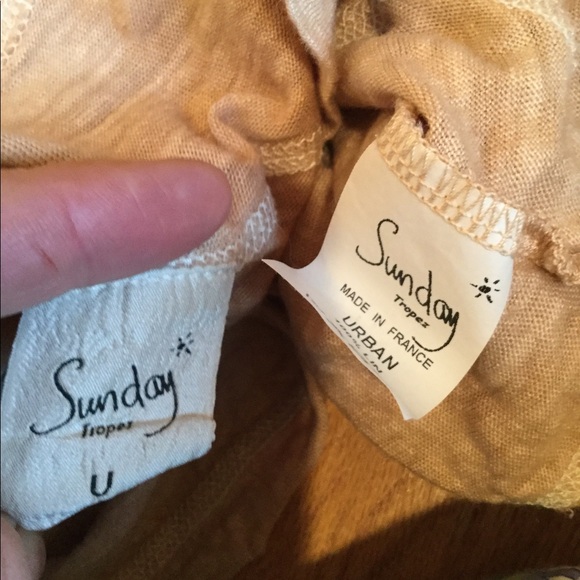 Sunday
Tropez
U
Sunday
Tropez
MADE IN FRANCE
URBAN